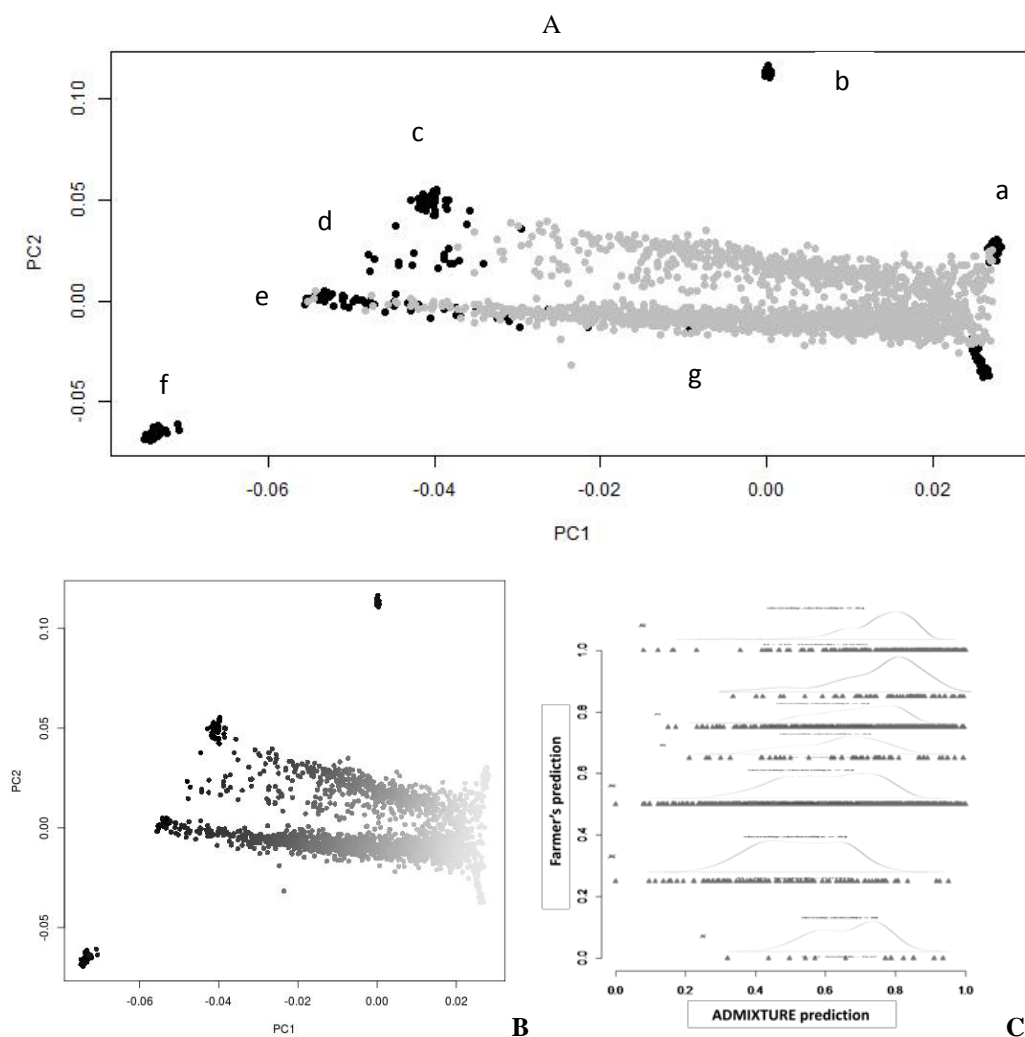 A
b
c
a
d
e
g
f
PC2
0.10
0.05
0.00
-0.05
-0.06 -0.04 -0.02 0.00 0.02
PC1
PC2
0.10
0.05
0.00
-0.05
-0.06 -0.04 -0.02 0.00 0.02
PC1
B
Farmer's prediction
1.0
0.8
0.6
0.4
0.2
0.0
0.0 0.2 0.4 0.6 0.8 1.0
ADMIXTURE prediction
C